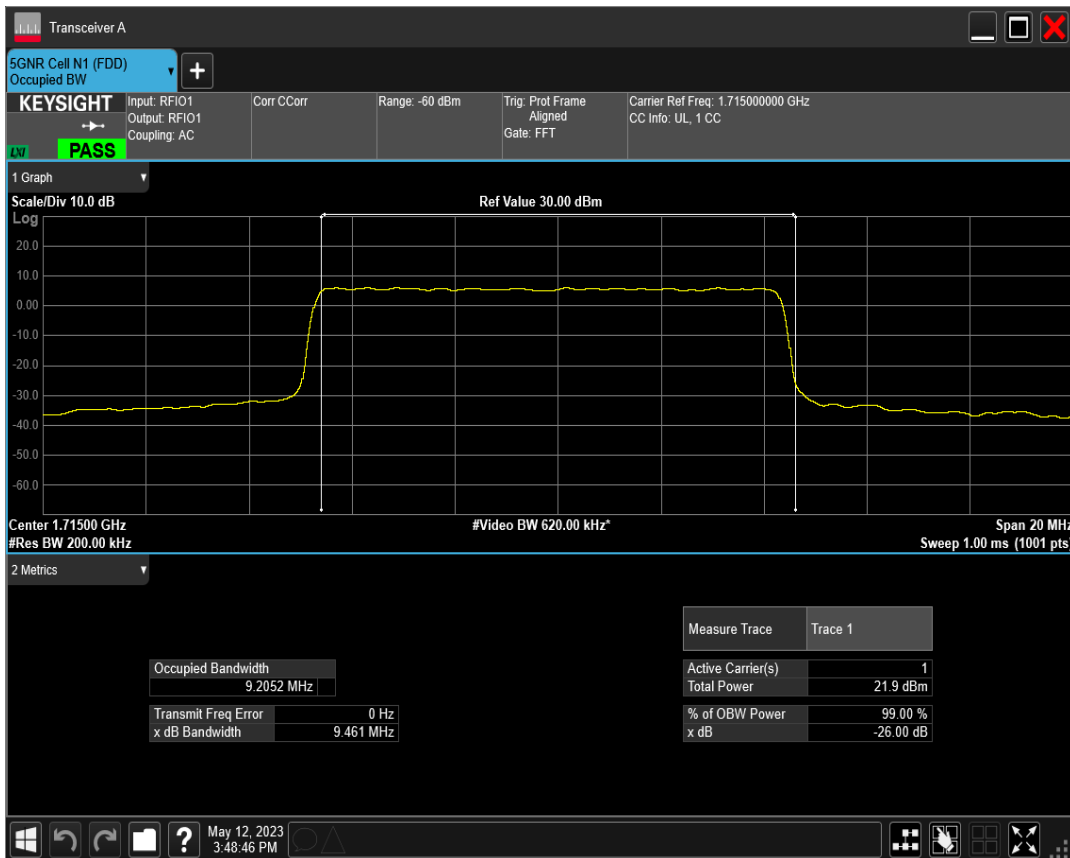 Transceiver A
5GNR Cell N1 (FDD)
Occupied BW
+
KEYSIGHT
LXI
PASS
Input: RFIO1
Output: RFIO1
Coupling: AC
Corr CCorr
Range: -60 dBm
Trig: Prot Frame
Aligned
Gate: FFT
Carrier Ref Freq: 1.715000000 GHz
CC Info: UL, 1 CC
1 Graph
Scale/Div 10.0 dB
Ref Value 30.00 dBm
Log
20.0
10.0
0.00
-10.0
-20.0
-30.0
-40.0
-50.0
-60.0
Center 1.71500 GHz
#Video BW 620.00 kHz*
Span 20 MHz
#Res BW 200.00 kHz
Sweep 1.00 ms (1001 pts)
2 Metrics
Measure Trace Trace 1
Occupied Bandwidth
9.2052 MHz
Active Carrier(s) 1
Total Power 21.9 dBm
Transmit Freq Error 0 Hz
x dB Bandwidth 9.461 MHz
% of OBW Power 99.00 %
x dB -26.00 dB
?
May 12, 2023
3:48:46 PM